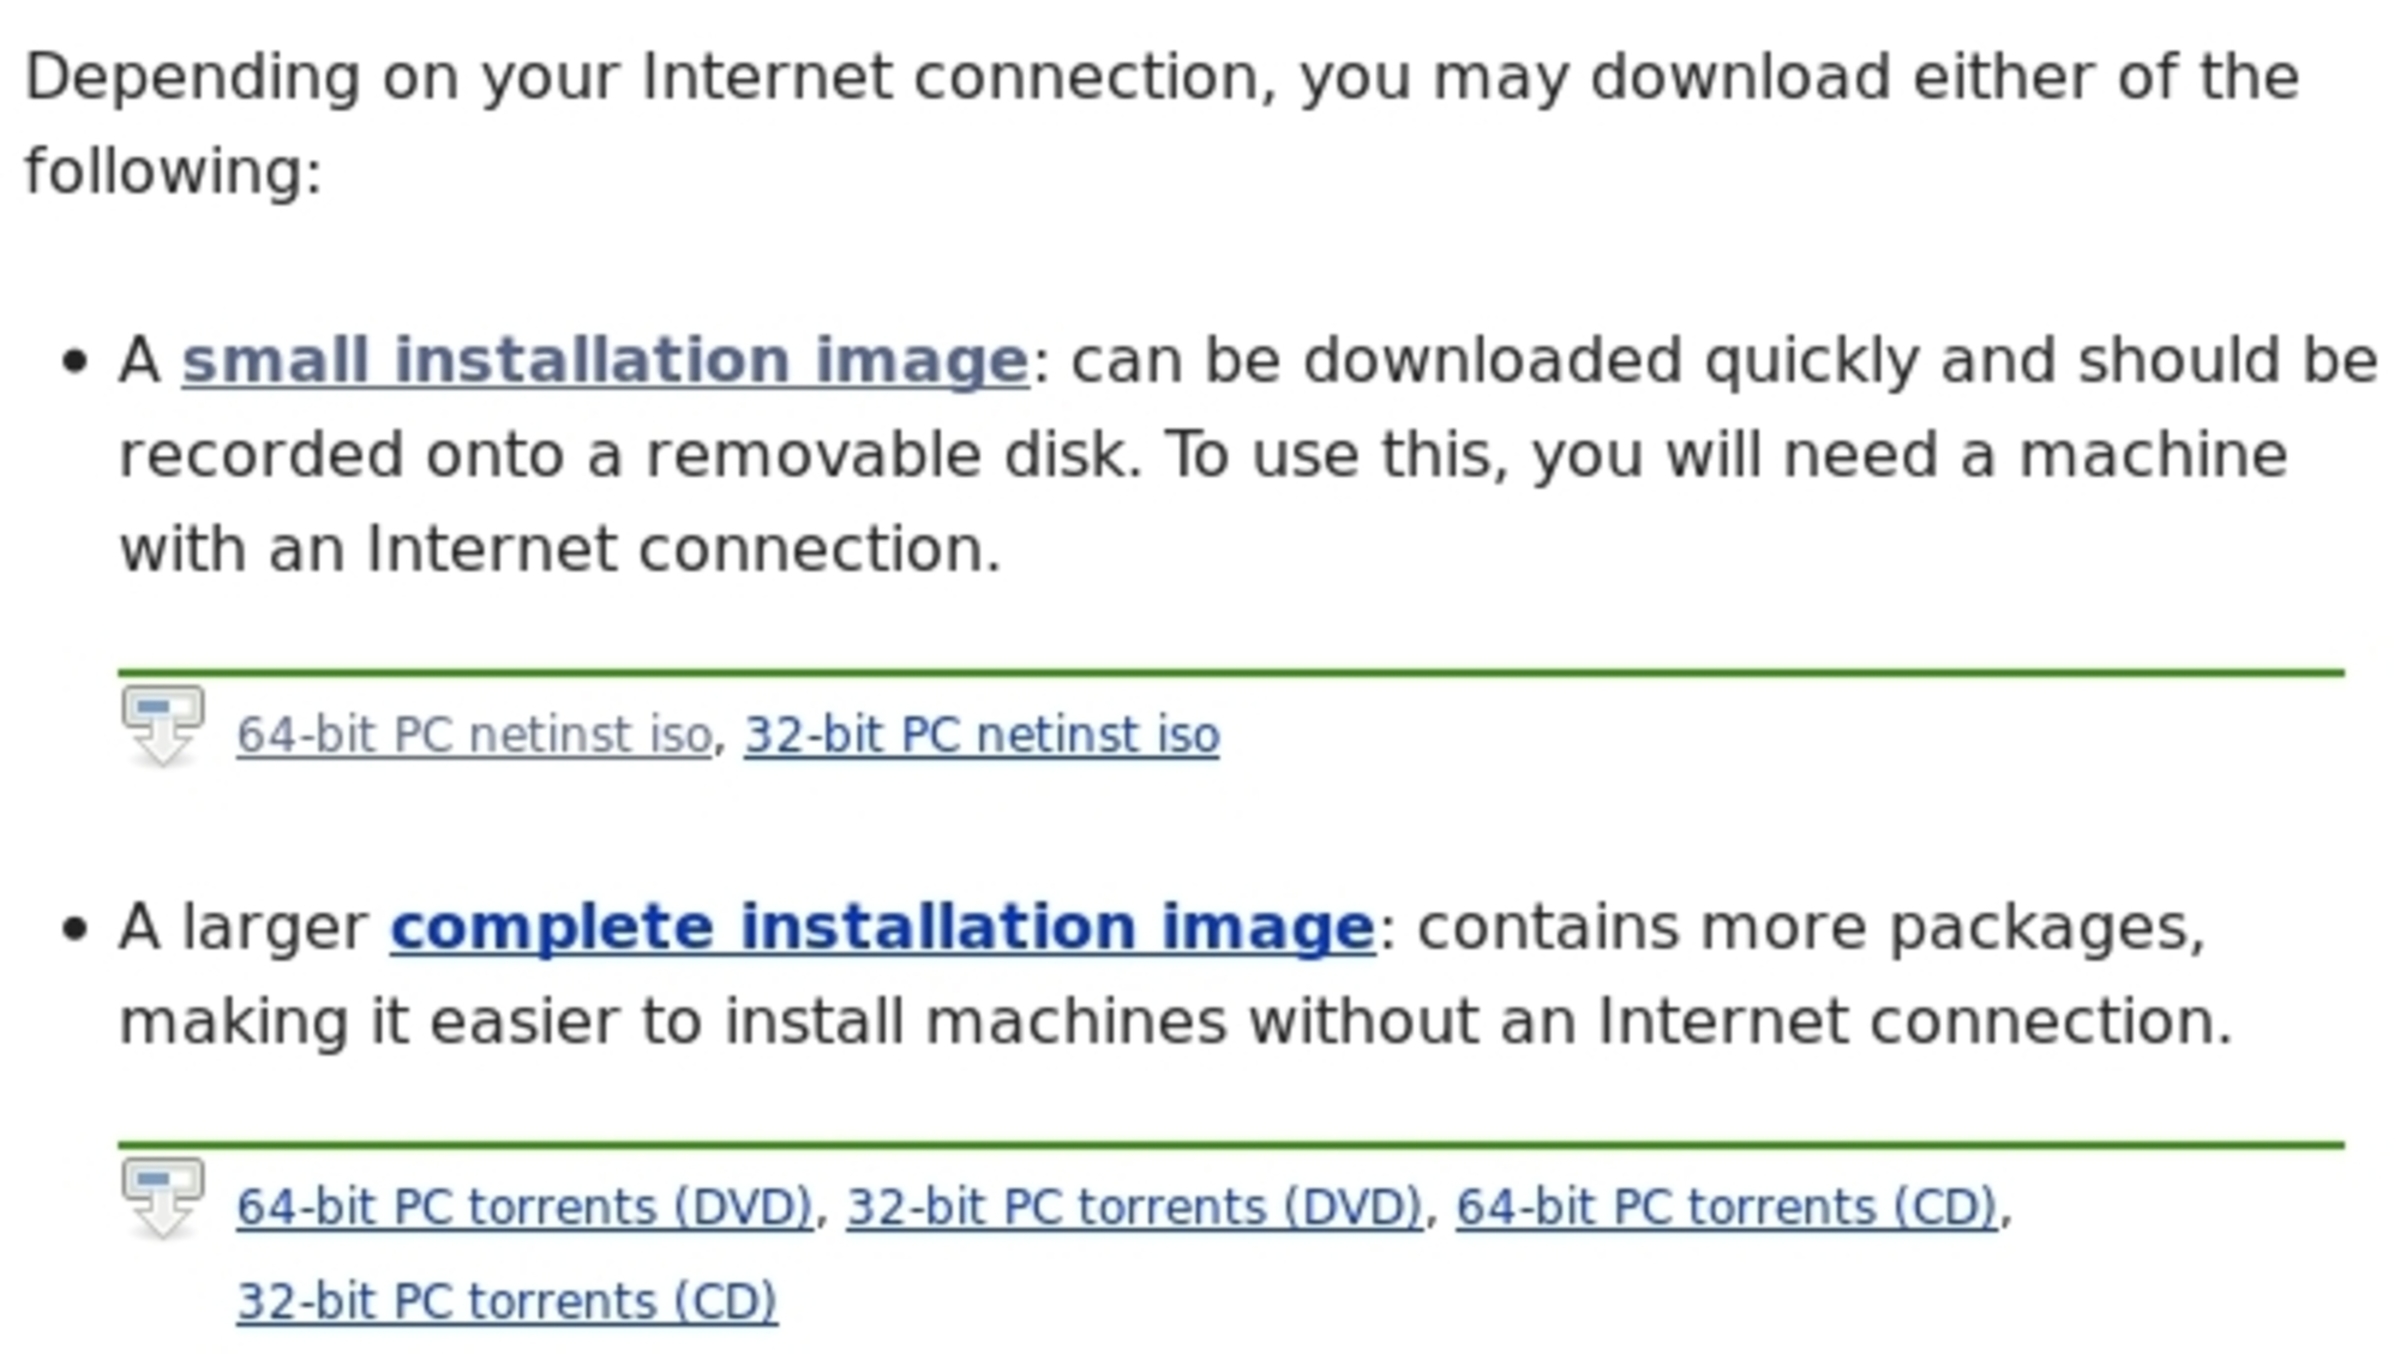 Depending on your Internet connection, you may download either of the
following:
• A small installation image: can be downloaded quickly and should be
recorded onto a removable disk. To use this, you will need a machine
with an Internet connection.
64-bit PC netinst iso, 32-bit PC netinst iso
• A larger complete installation image: contains more packages,
making it easier to install machines without an Internet connection.
64-bit PC torrents (DVD), 32-bit PC torrents (DVD), 64-bit PC torrents (CD),
32-bit PC torrents (CD)